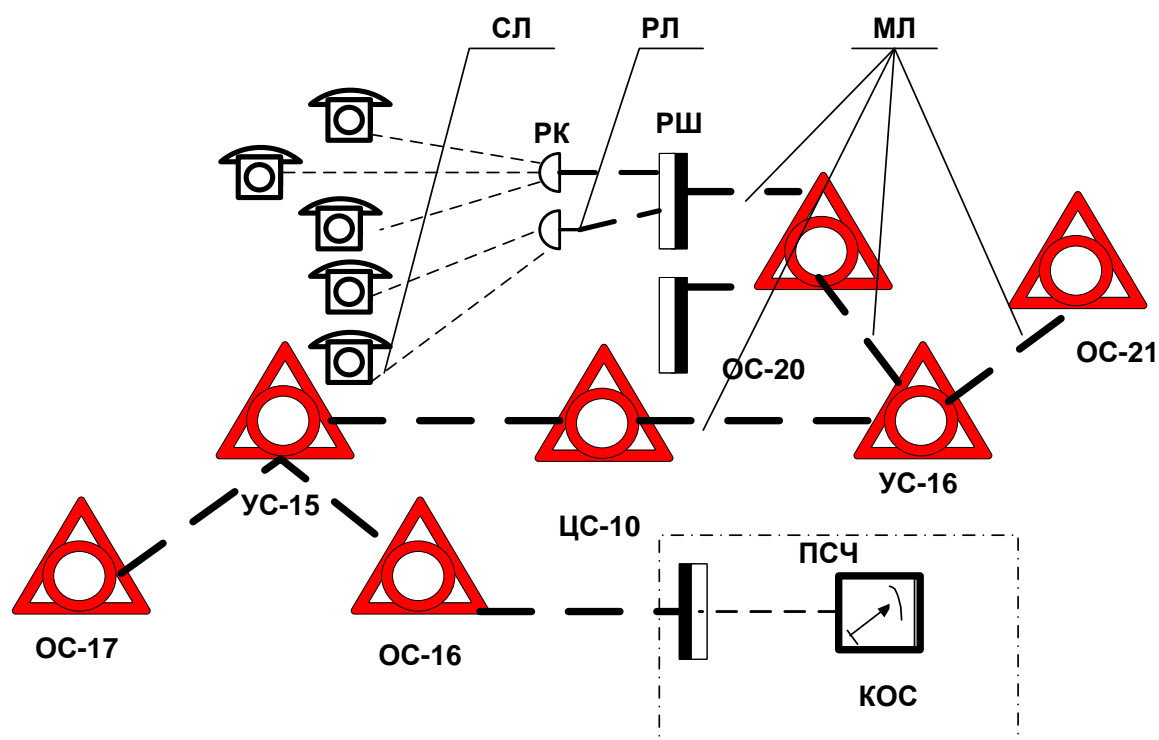 СЛ
РЛ
МЛ
РК
РШ
ОС-20
ОС-21
УС-15
УС-16
ЦС-10
ПСЧ
ОС-17
ОС-16
КОС